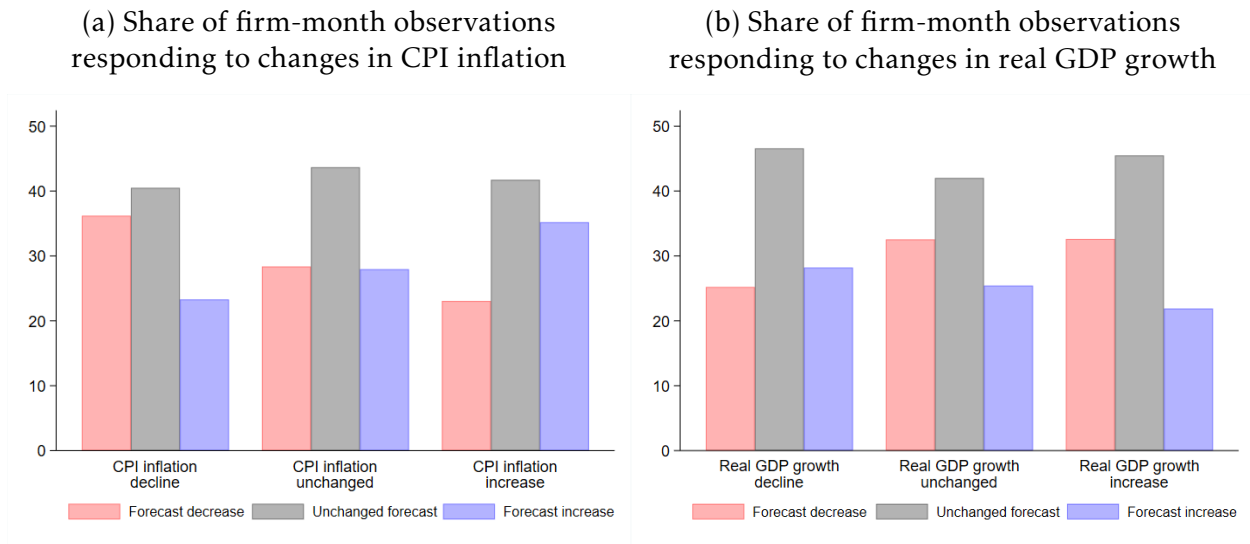 (a) Share of firm-month observations
responding to changes in CPI inflation
50
40
30
20
10
0
CPI inflation
decline
CPI inflation
unchanged
CPI inflation
increase
Forecast decrease
Unchanged forecast
Forecast increase
(b) Share of firm-month observations
responding to changes in real GDP growth
50
40
30
20
10
0
Real GDP growth
decline
Real GDP growth
unchanged
Real GDP growth
increase
Forecast decrease
Unchanged forecast
Forecast increase